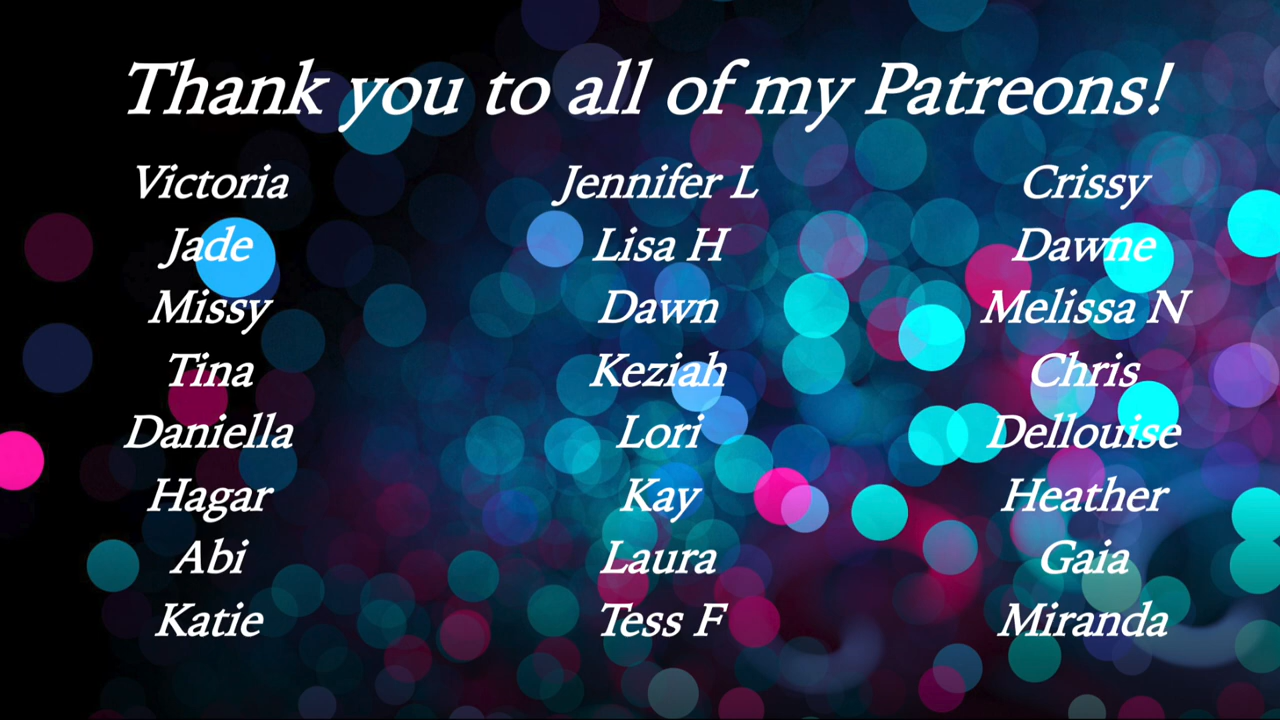 Thank you to all of my Patreons!
Victoria
Jade
Missy
Tina
Daniella
Hagar
Abi
Katie
Jennifer L
Lisa H
Dawn
Keziah
Lori
Kay
Laura
Tess F
Crissy
Dawne
Melissa N
Chris
Dellouise
Heather
Gaia
Miranda